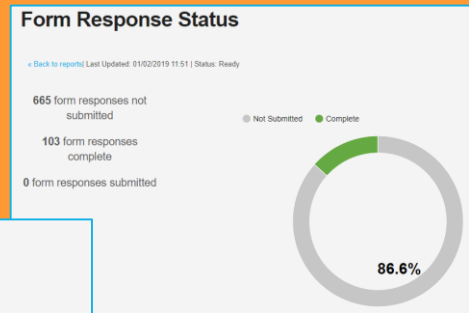 Form Response Status
« Back to reports| Last Updated: 01/02/2019 11:51 | Status: Ready
665 form responses not
submitted
103 form responses
complete
0 form responses submitted
Not Submitted Complete
86.6%